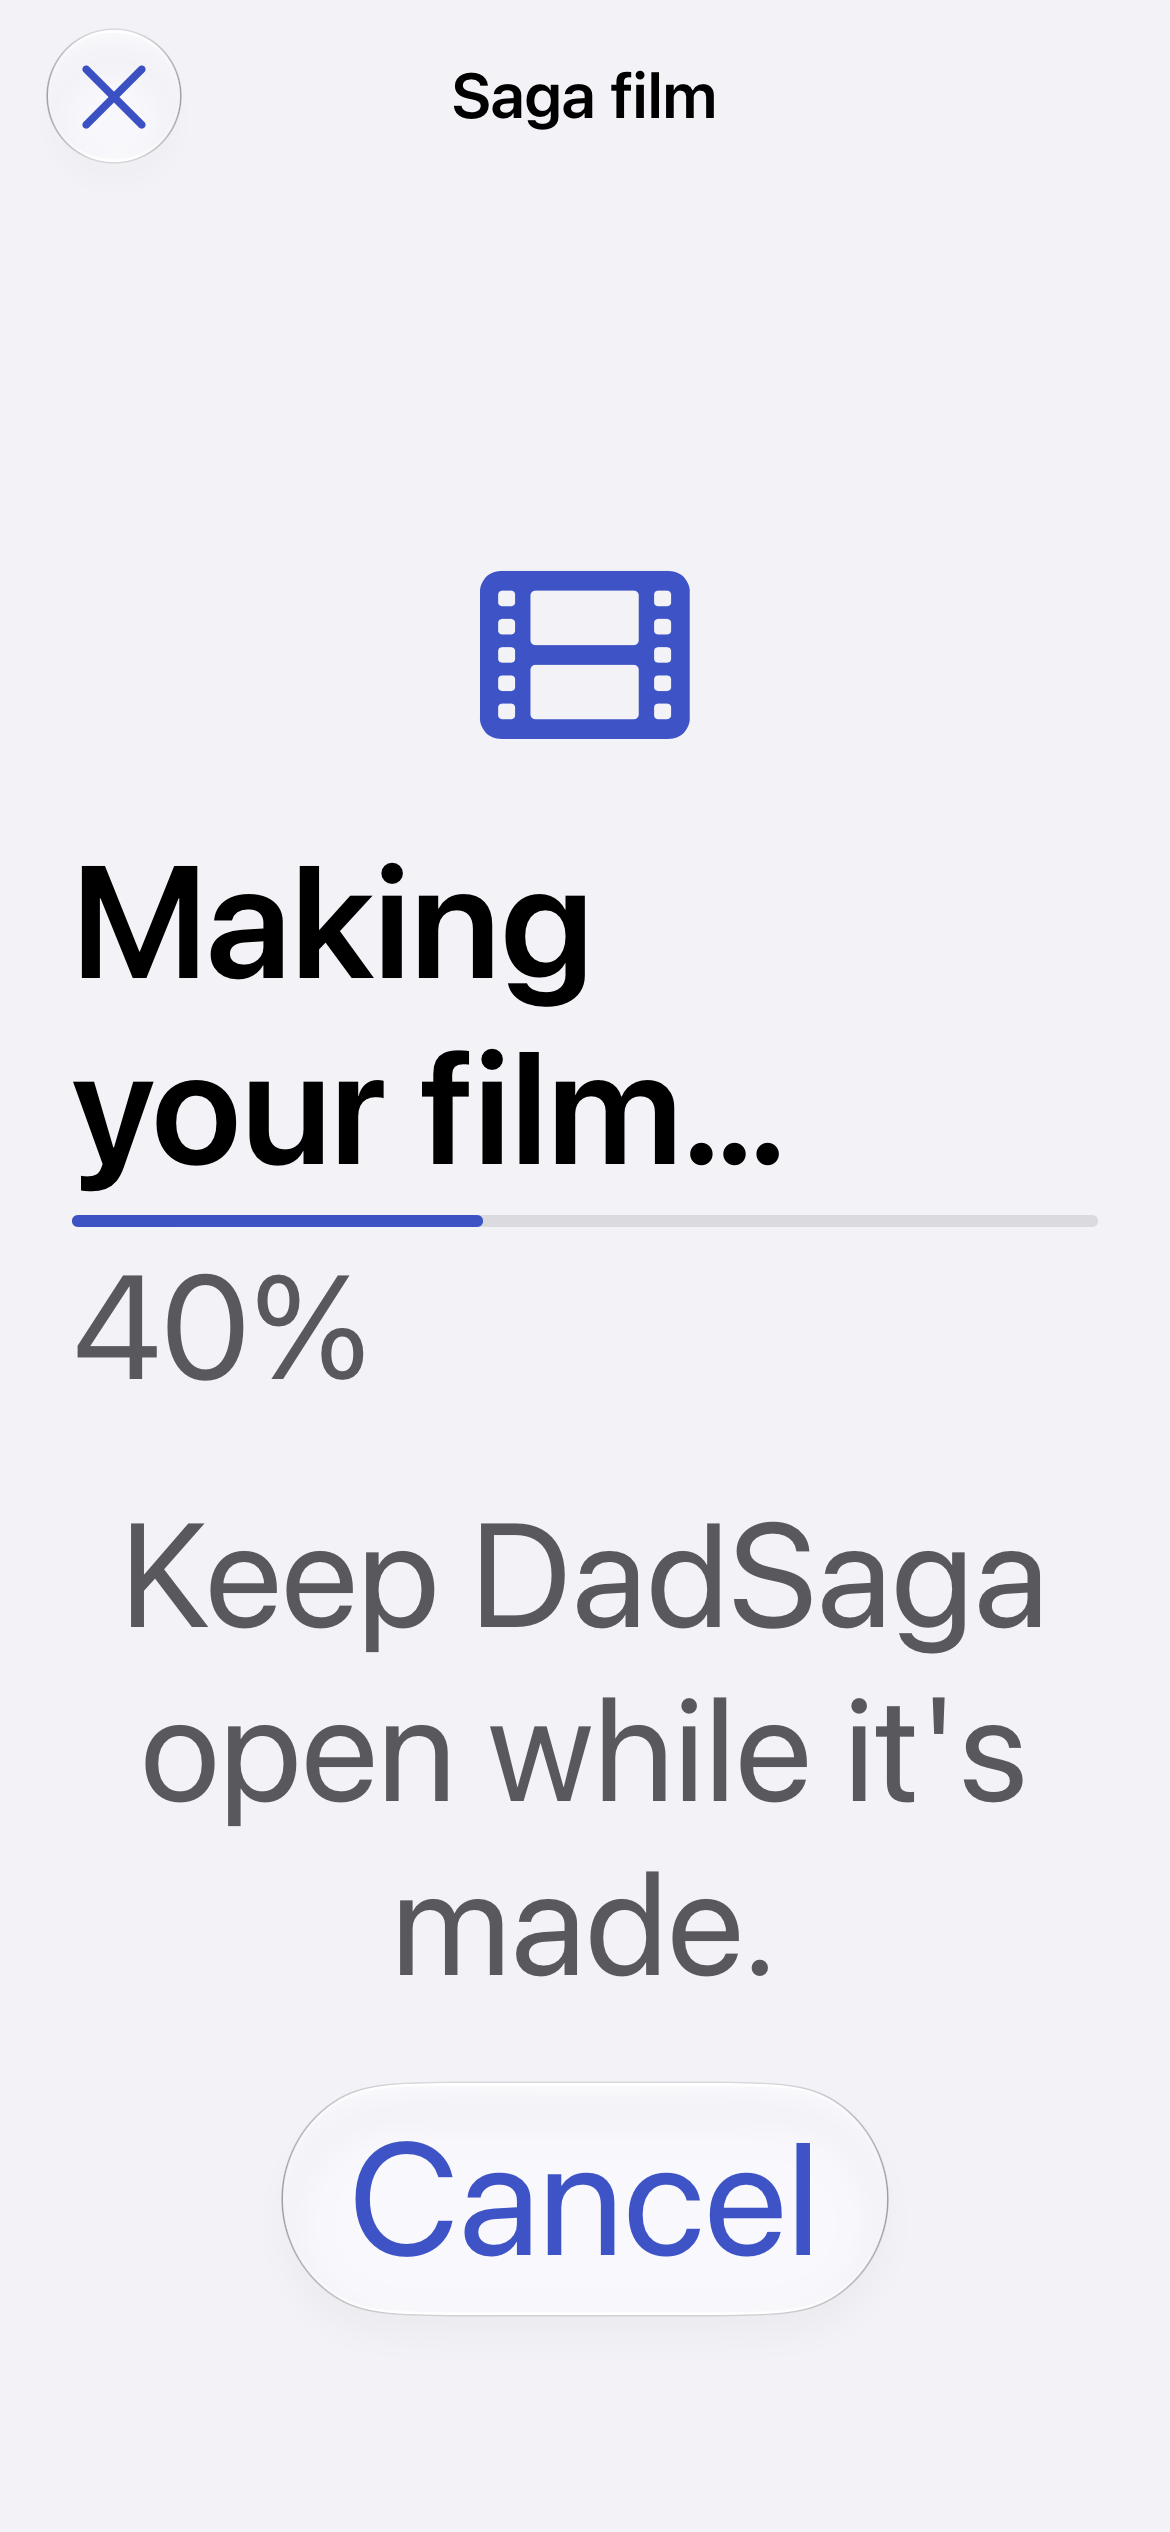 Saga film
Making
your film...
40%
Keep DadSaga
open while it's
made.
Cancel